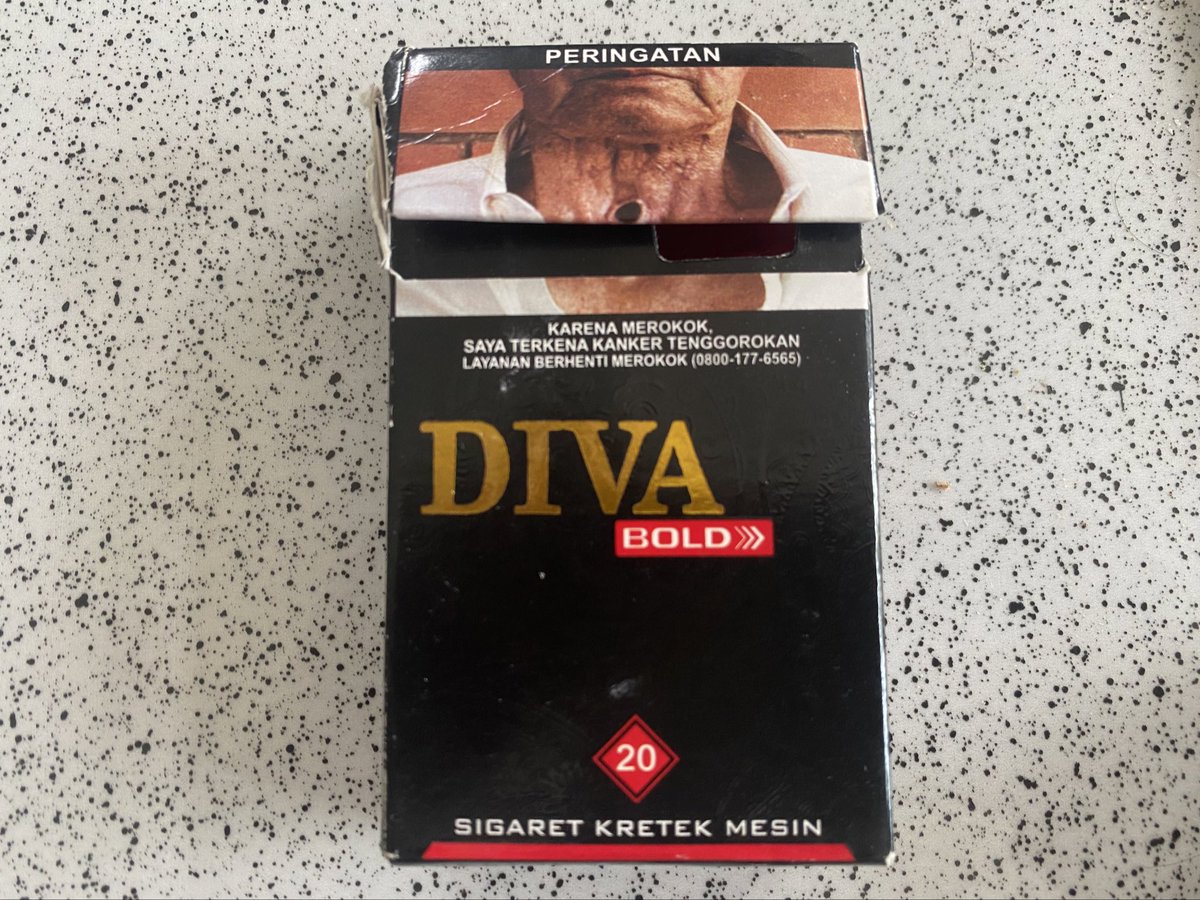 PERINGATAN
KARENA MEROKOK,
SAYA TERKENA KANKER TENGGOROKAN
LAYANAN BERHENTI MEROKOK (0800-177-6565)
DIVA
BOLD
20
SIGARET KRETEK MESIN